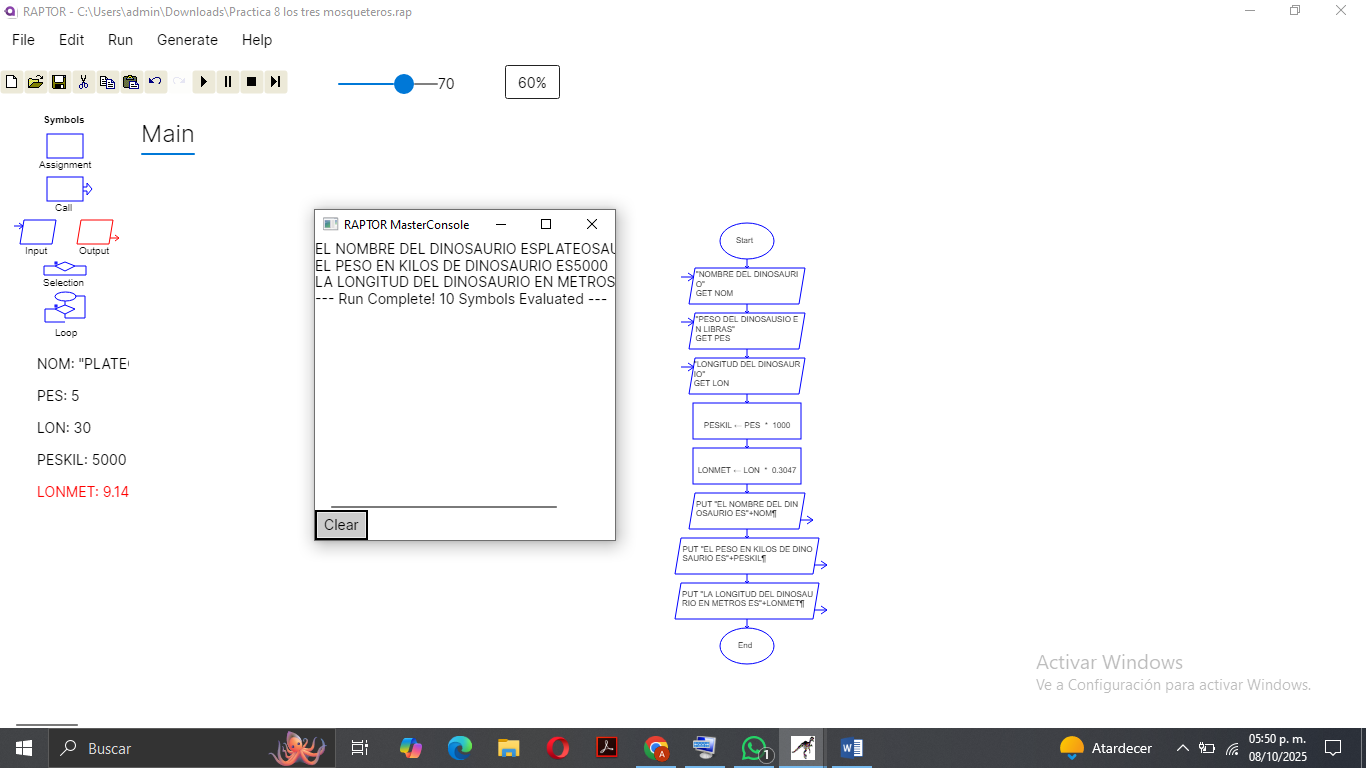 RAPTOR - C:\Users\admin\Downloads\Practica 8 los tres mosqueteros.rap
File Edit Run Generate Help
70
60%
Symbols
Assignment
Call
Input Output
Selection
Loop
NOM: "PLATE
PES: 5
LON: 30
PESKIL: 5000
LONMET: 9.14
Main
RAPTOR MasterConsole
EL NOMBRE DEL DINOSAURIO ESPLATEOSAU
EL PESO EN KILOS DE DINOSAURIO ES5000
LA LONGITUD DEL DINOSAURIO EN METROS
--- Run Complete! 10 Symbols Evaluated ---
Clear
Start
"NOMBRE DEL DINOSAURI
O"
GET NOM
"PESO DEL DINOSAUSIO E
N LIBRAS"
GET PES
"LONGITUD DEL DINOSAUR
IO"
GET LON
PESKIL ← PES * 1000
LONMET ← LON * 0.3047
PUT "EL NOMBRE DEL DIN
OSAURIO ES"+NOM¶
PUT "EL PESO EN KILOS DE DINO
SAURIO ES"+PESKIL¶
PUT "LA LONGITUD DEL DINOSAU
RIO EN METROS ES"+LONMET¶
End
Activar Windows
Ve a Configuración para activar Windows.
Buscar
1
Atardecer
05:50 p. m.
08/10/2025